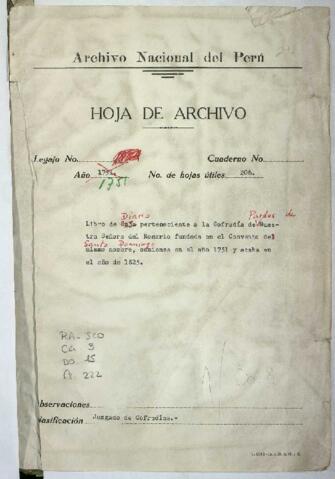 Archivo Nacional del Perú
HOJA DE ARCHIVO
Legajo No. Cuaderno No.
Año 1751 No. de hojas útiles 206.
1751
Diario Pardos de
Libro de perteneciente a la Cofradía de Nues-
tra Señora del Rosario fundada en el Convento del
Santo Domingo
mismo nombre, comienza en el año 1751 y acaba en
el año de 1825.
RA-SCO
Ca 3
DO. 15
fl. 222
Observaciones
Clasificación Juzgado de Cofradías.-